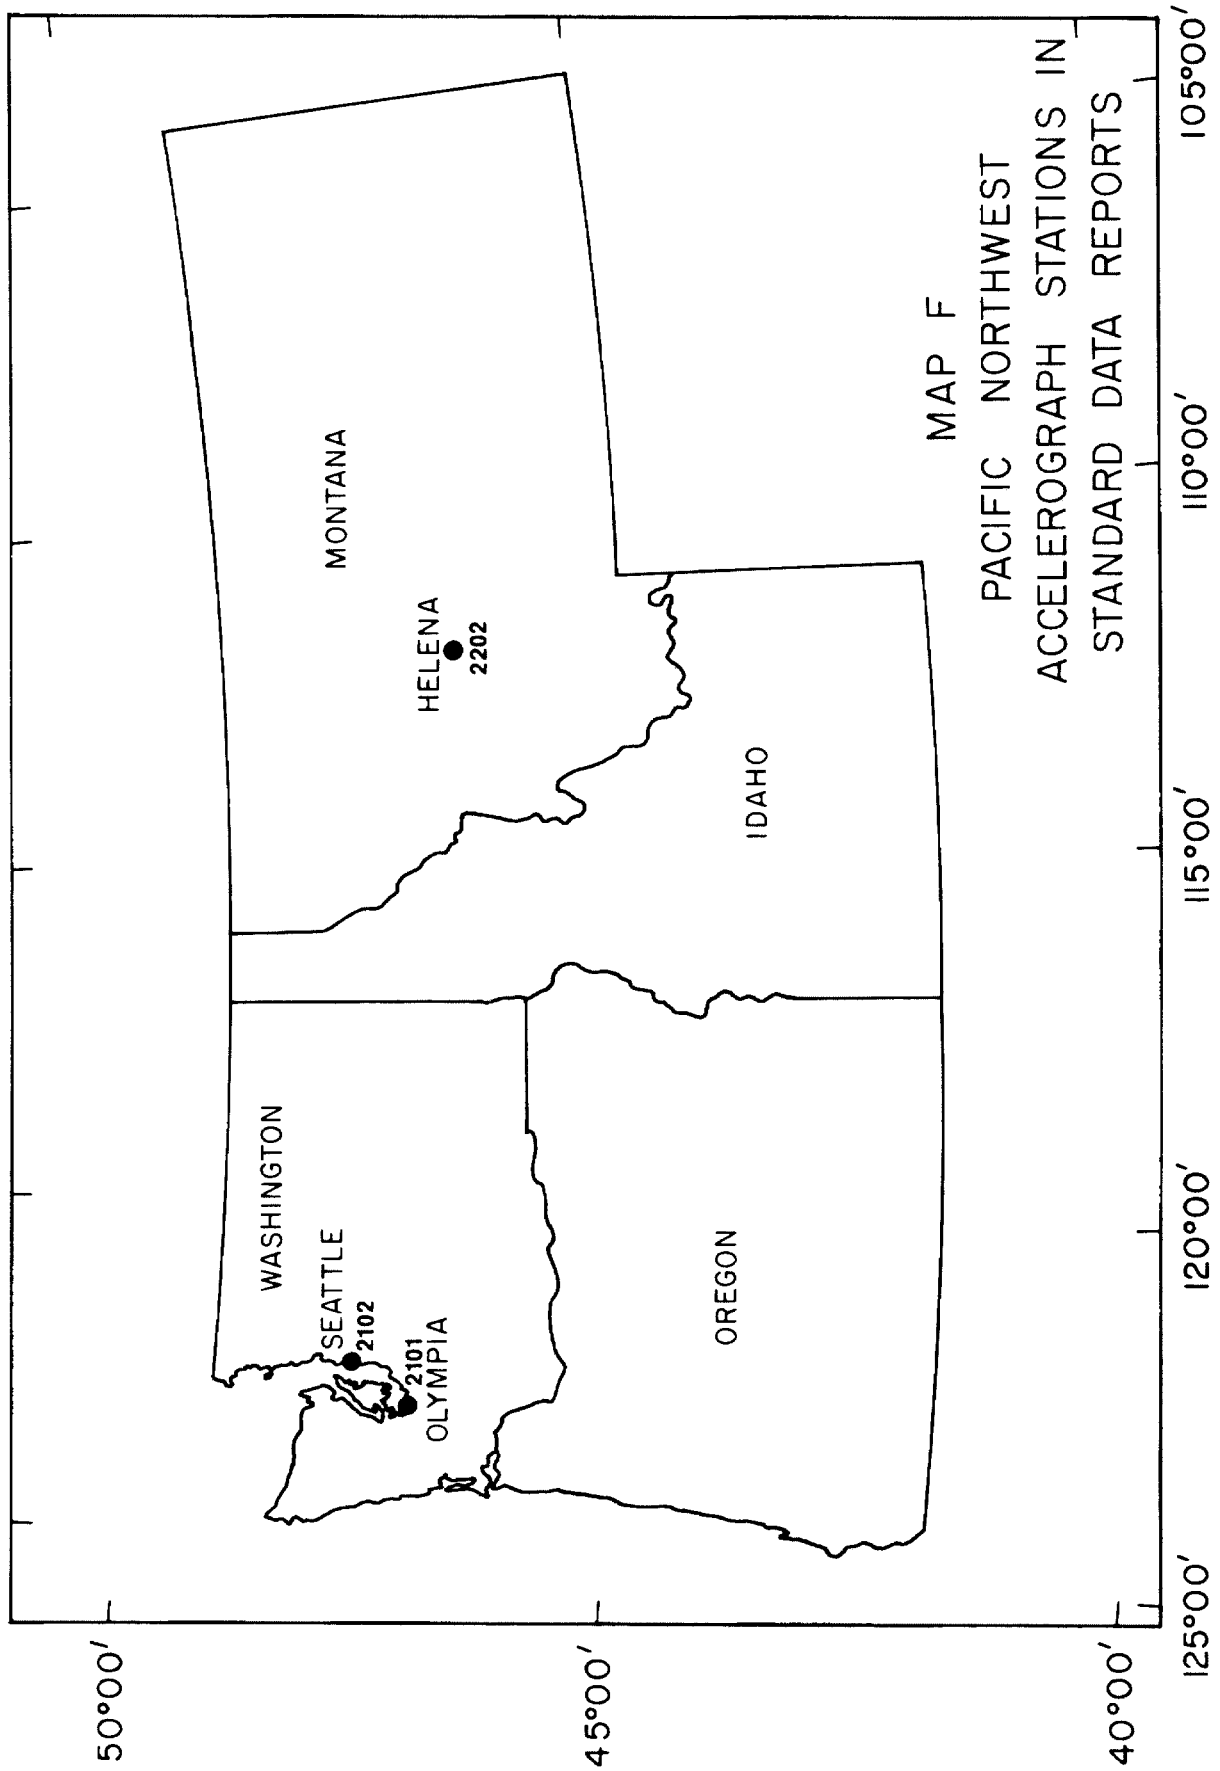 50°00'
45°00'
40°00'
125°00'
120°00'
115°00'
110°00'
105°00'
WASHINGTON
SEATTLE
2102
2101
OLYMPIA
OREGON
IDAHO
MONTANA
HELENA
2202
MAP F
PACIFIC NORTHWEST
ACCELEROGRAPH STATIONS IN
STANDARD DATA REPORTS